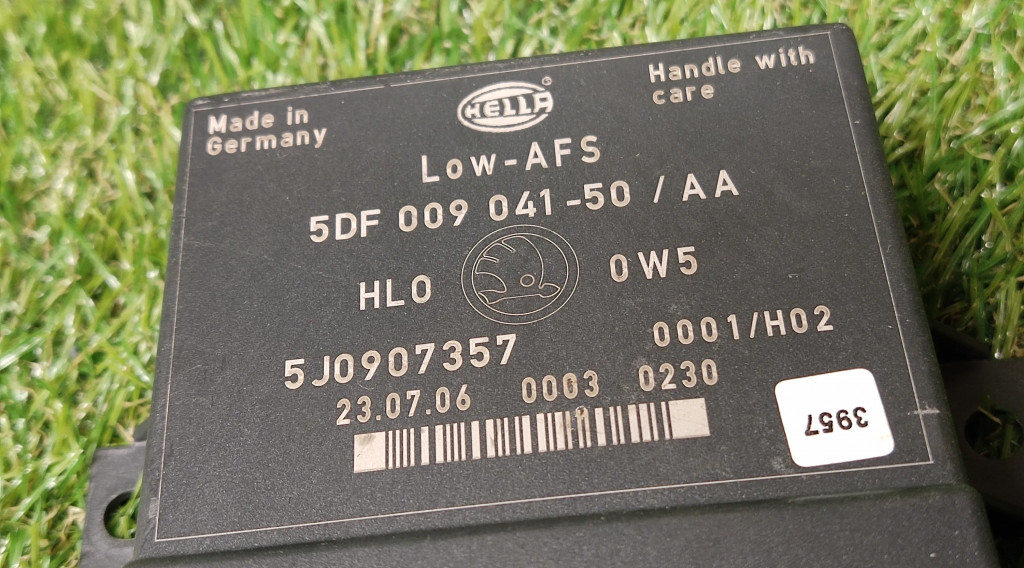 Made in
Germany
HELLA
Handle with
care
Low-AFS
5DF 009 041-50 / AA
HLO 0W5
5J0907357 0001/H02
23.07.06 0003 0230
3957